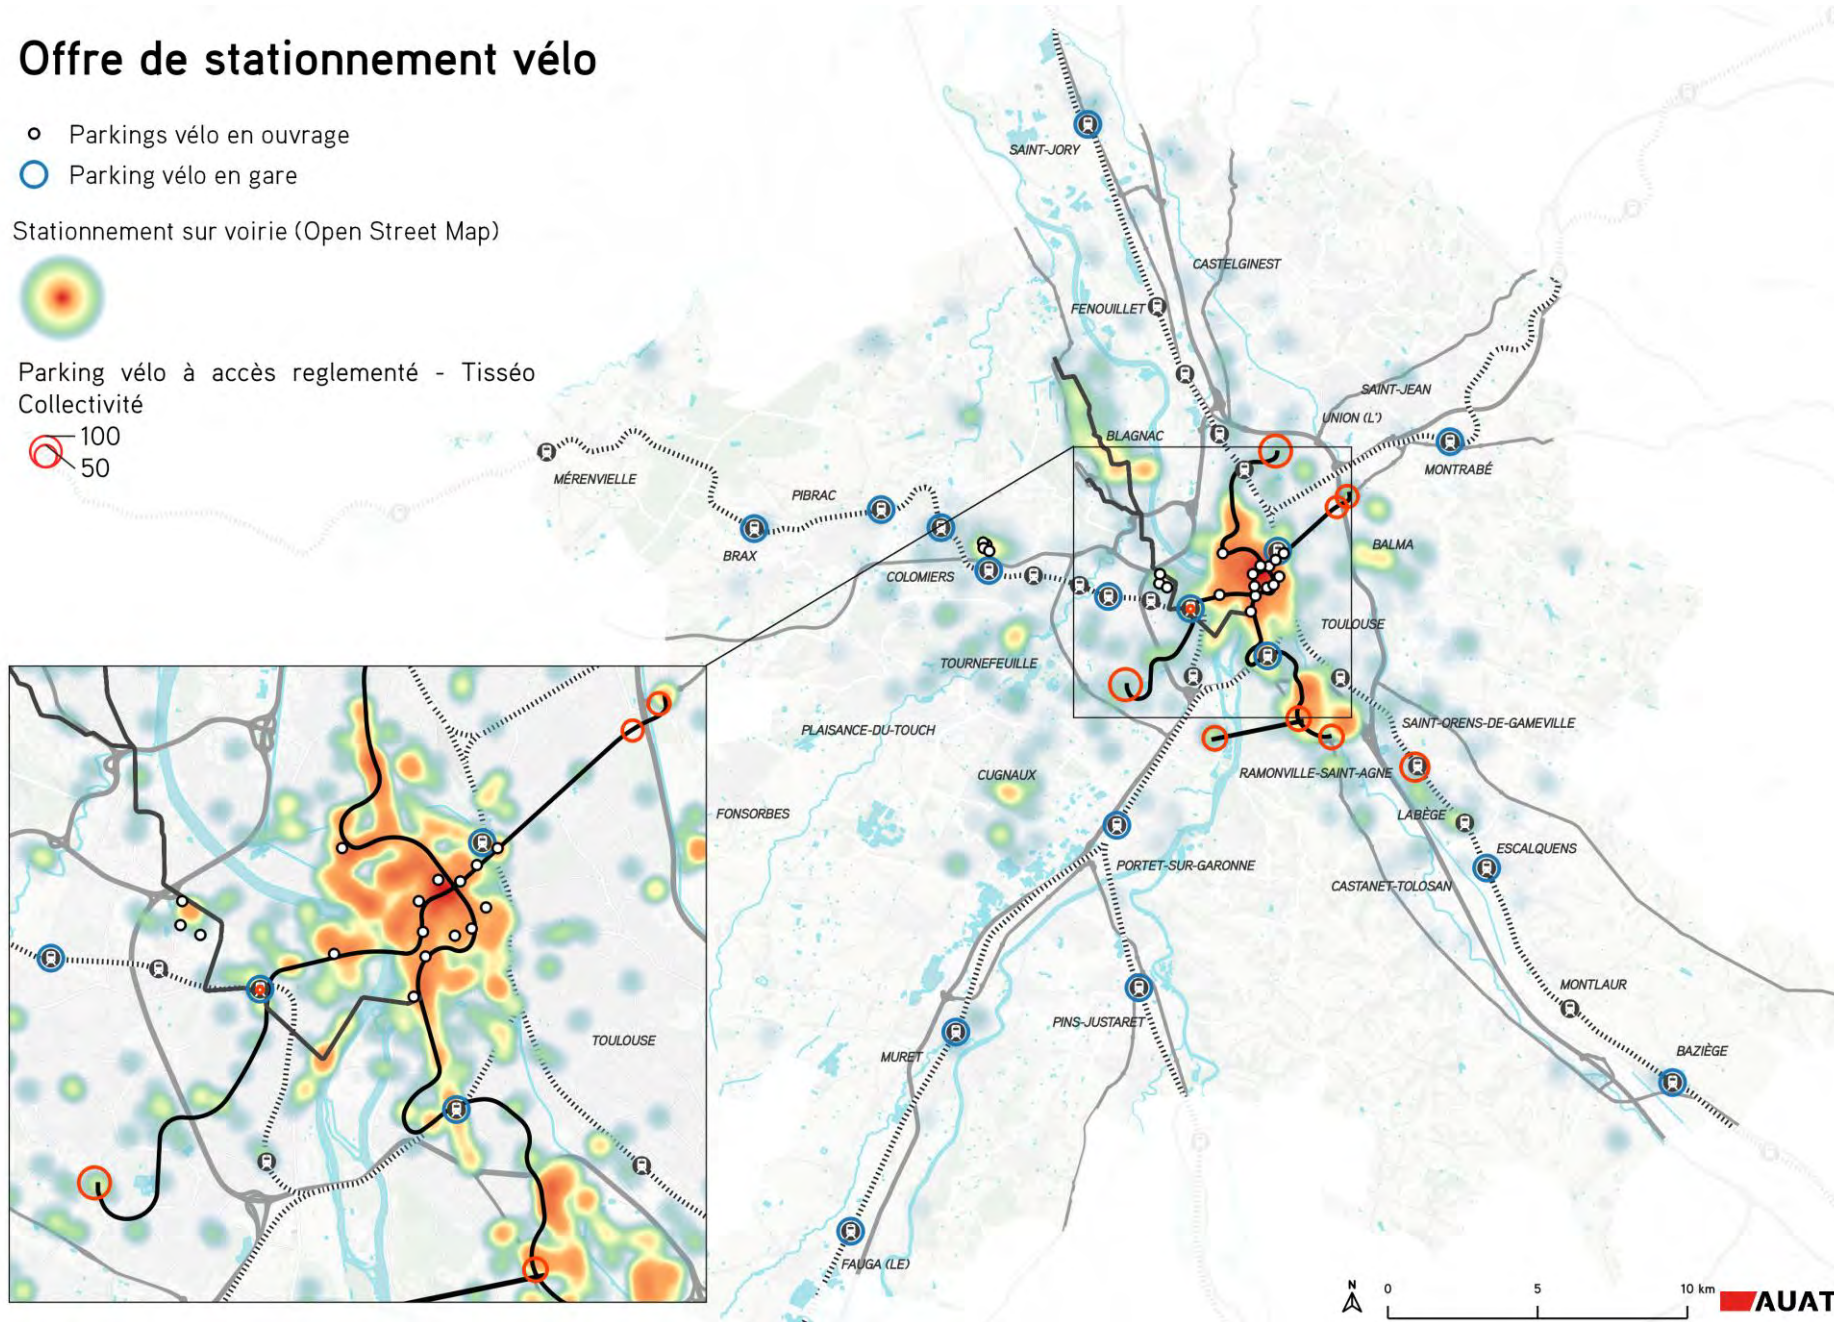 Offre de stationnement vélo
Parkings vélo en ouvrage
Parking vélo en gare
Stationnement sur voirie (Open Street Map)
Parking vélo à accès reglementé - Tisséo
Collectivité
100
50
SAINT-JORY
CASTELGINEST
FENOUILLET
SAINT-JEAN
UNION (L')
BLAGNAC
MONTRABÉ
MÉRENVIELLE
PIBRAC
BRAX
BALMA
COLOMIERS
TOULOUSE
TOURNEFEUILLE
PLAISANCE-DU-TOUCH
SAINT-ORENS-DE-GAMEVILLE
CUGNAUX
RAMONVILLE-SAINT-AGNE
FONSORBES
LABÈGE
ESCALQUENS
PORTET-SUR-GARONNE
CASTANET-TOLOSAN
MONTLAUR
PINS-JUSTARET
TOULOUSE
MURET
BAZIÈGE
FAUGA (LE)
N
0 5 10 km
AUAT